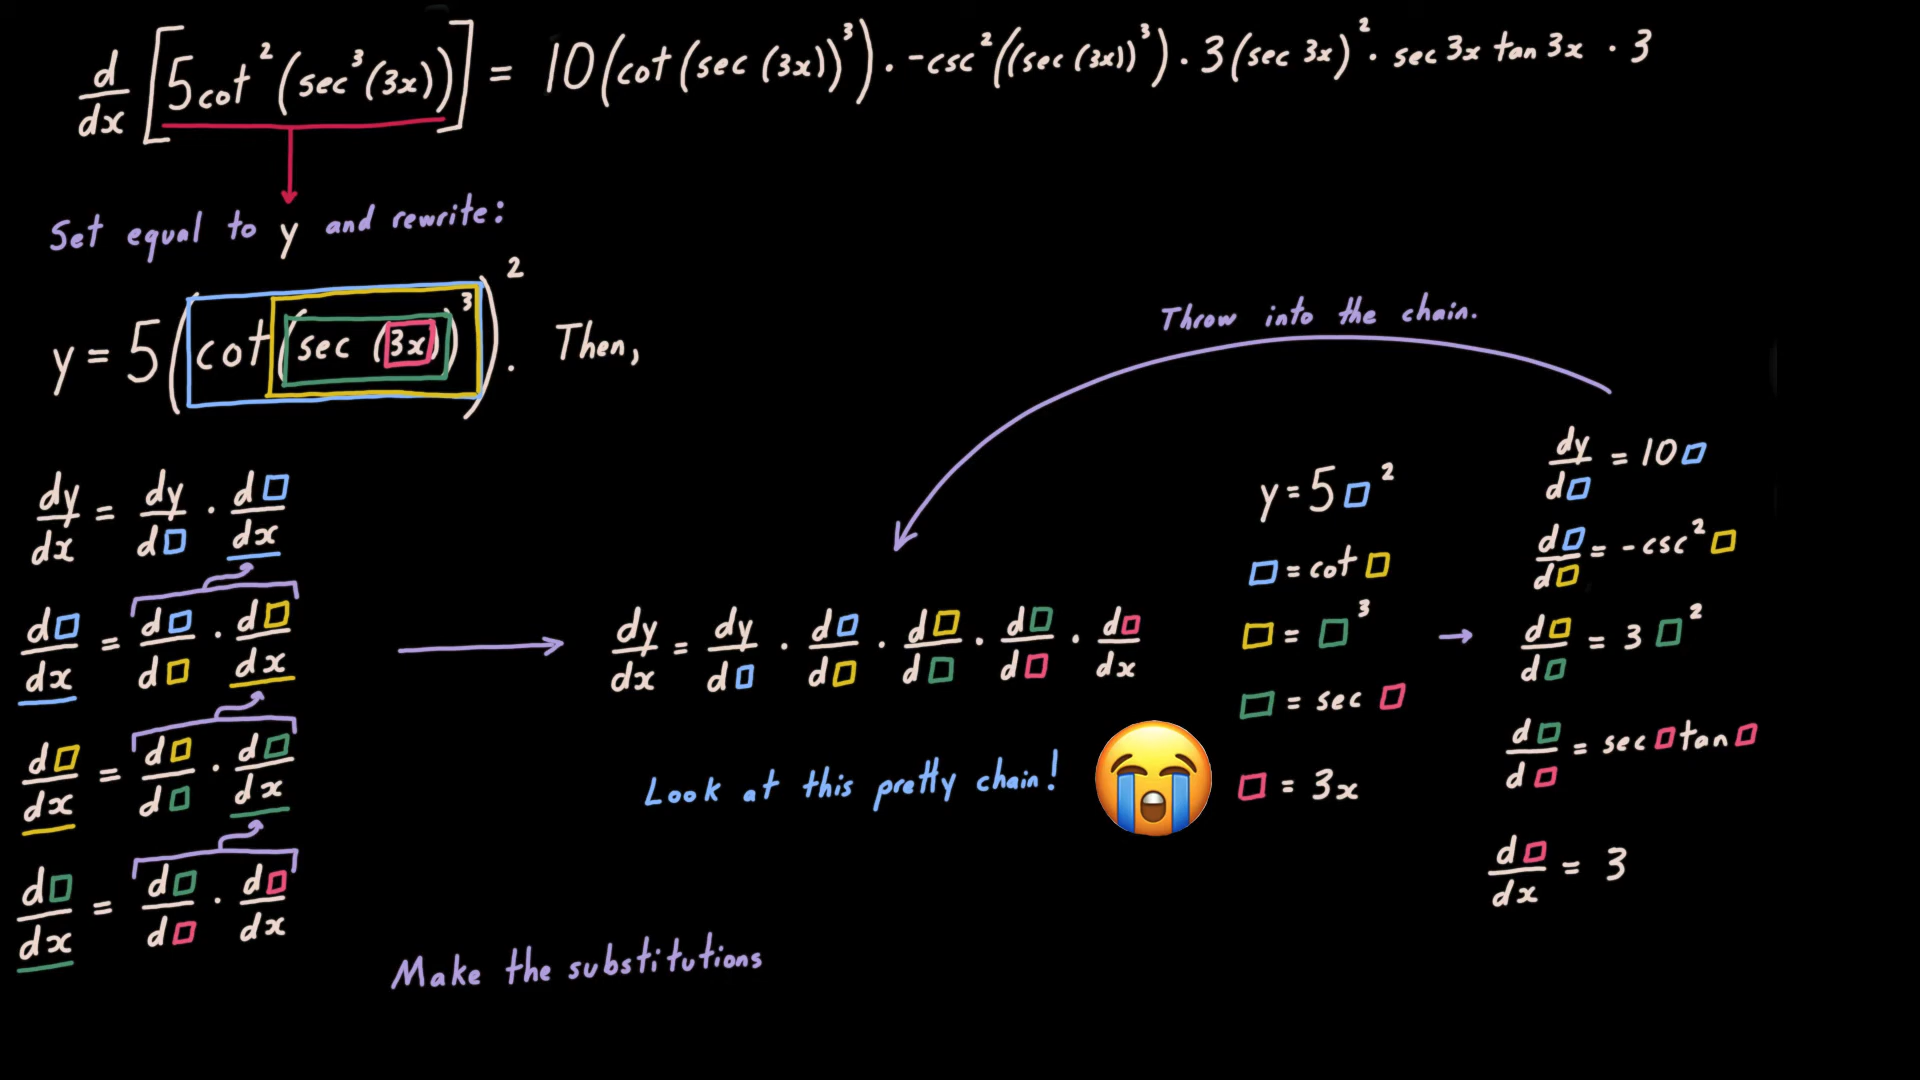 d/dx [5cot²(sec³(3x))] = 10(cot(sec(3x))³) · -csc²((sec(3x))³) · 3(sec 3x)² · sec 3x tan 3x · 3
Set equal to y and rewrite:
y = 5(cot(sec(3x))³)². Then,
Throw into the chain.
dy/dx = dy/d□ · d□/dx
d□/dx = d□/d□ · d□/dx
d□/dx = d□/d□ · d□/dx
d□/dx = d□/d□ · d□/dx
dy/dx = dy/d□ · d□/d□ · d□/d□ · d□/d□ · d□/dx
Look at this pretty chain!
y = 5□²
□ = cot □
□ = □³
□ = sec □
□ = 3x
dy/d□ = 10□
d□/d□ = -csc²□
d□/d□ = 3□²
d□/d□ = sec□tan□
d□/dx = 3
Make the substitutions